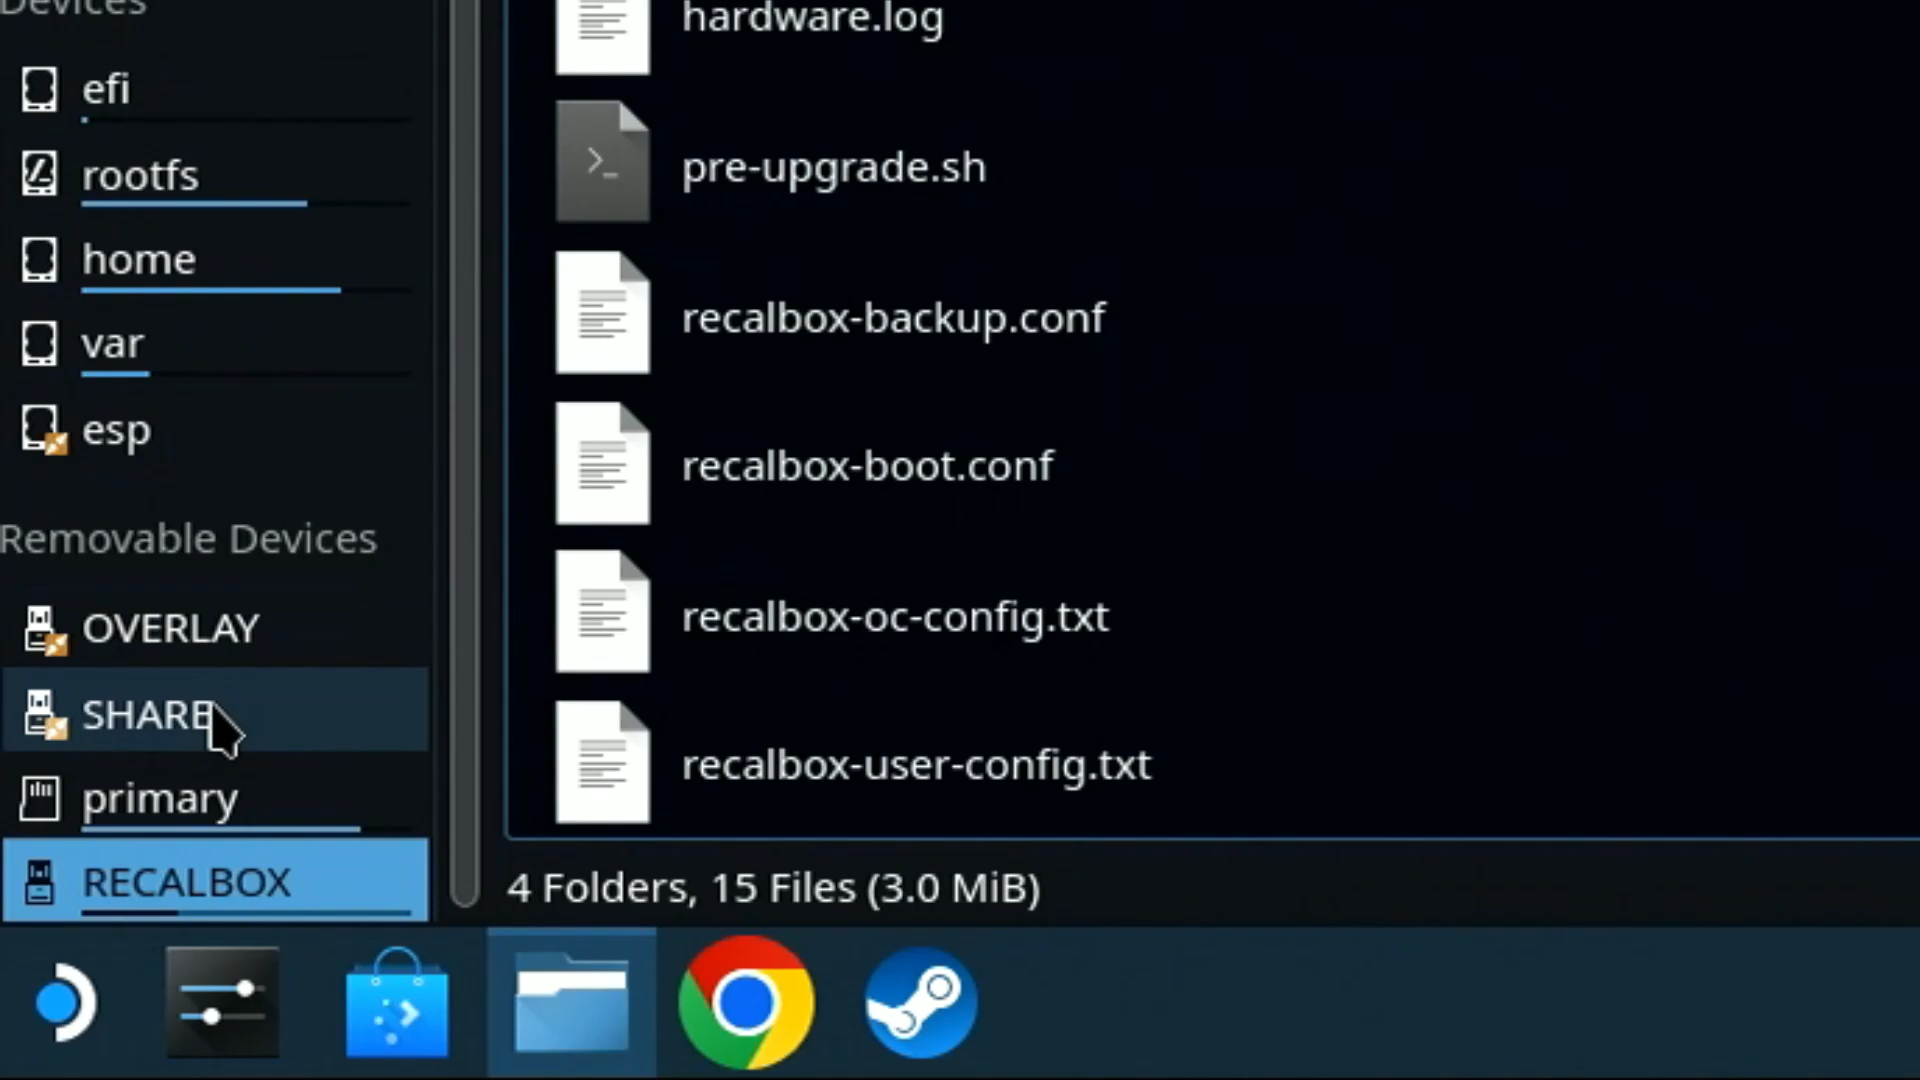 Devices
efi
rootfs
home
var
esp
Removable Devices
OVERLAY
SHARE
primary
RECALBOX
hardware.log
pre-upgrade.sh
recalbox-backup.conf
recalbox-boot.conf
recalbox-oc-config.txt
recalbox-user-config.txt
4 Folders, 15 Files (3.0 MiB)